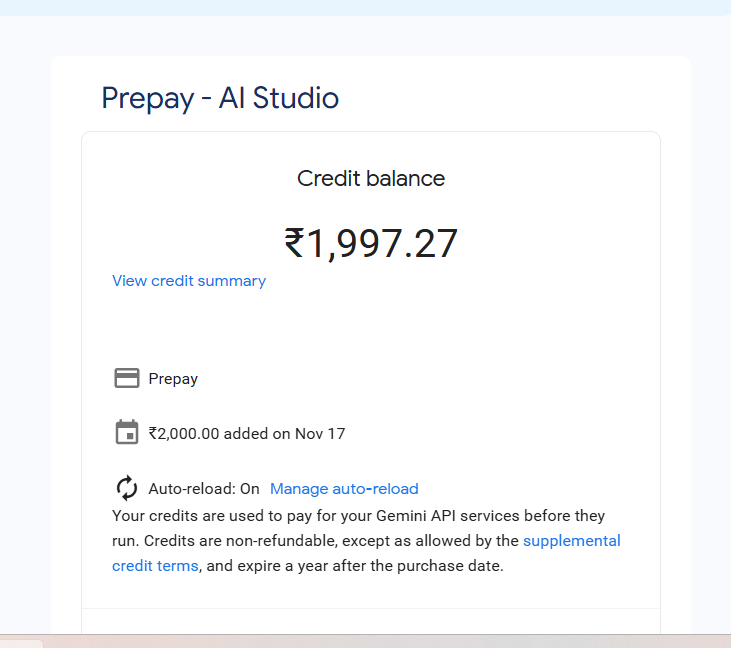 Prepay - AI Studio
Credit balance
₹1,997.27
View credit summary
Prepay
₹2,000.00 added on Nov 17
Auto-reload: On Manage auto-reload
Your credits are used to pay for your Gemini API services before they
run. Credits are non-refundable, except as allowed by the supplemental
credit terms, and expire a year after the purchase date.